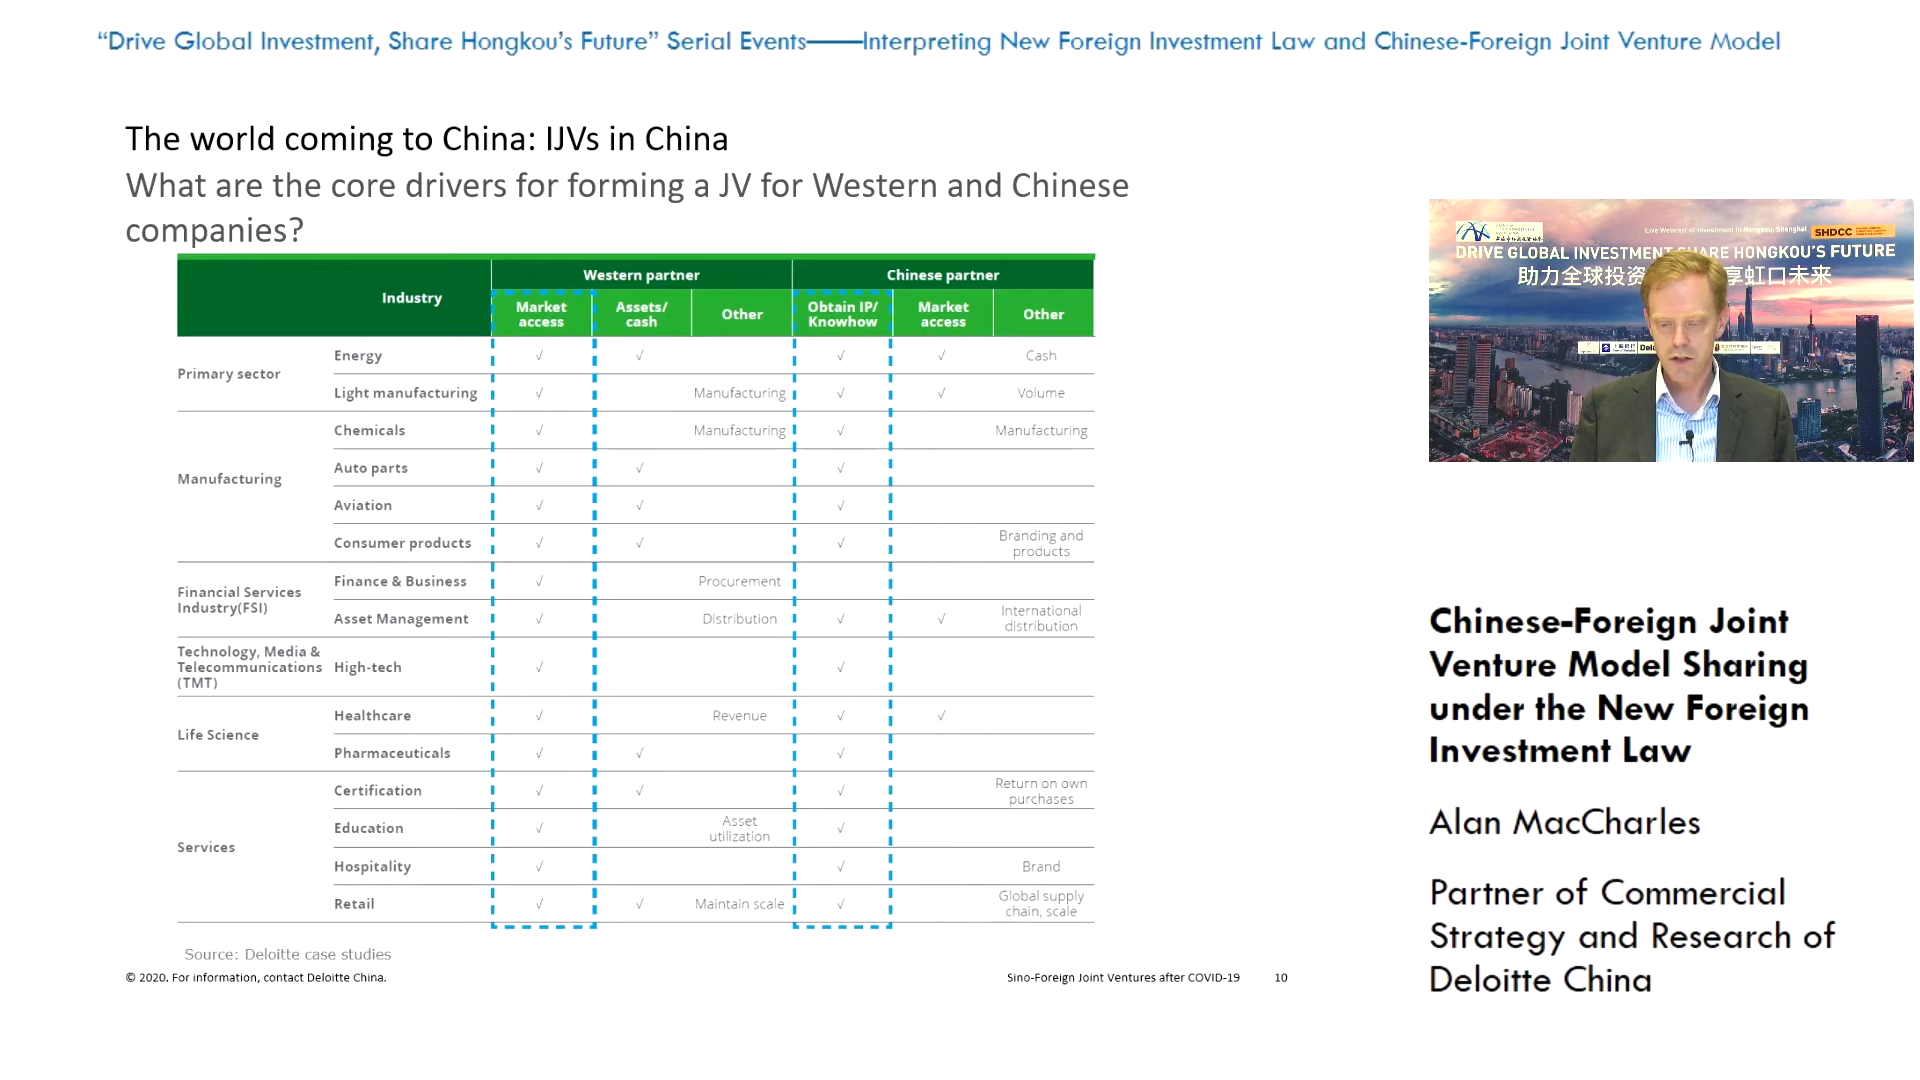 “Drive Global Investment, Share Hongkou’s Future” Serial Events——Interpreting New Foreign Investment Law and Chinese-Foreign Joint Venture Model
The world coming to China: IJVs in China
What are the core drivers for forming a JV for Western and Chinese
companies?
Industry Western partner Chinese partner
Market access Assets/ cash Other Obtain IP/ Knowhow Market access Other
Primary sector
Energy √ √ √ √ Cash
Light manufacturing √ Manufacturing √ √ Volume
Manufacturing
Chemicals √ Manufacturing √ Manufacturing
Auto parts √ √ √
Aviation √ √ √
Consumer products √ √ √ Branding and products
Financial Services
Industry(FSI)
Finance & Business √ Procurement
Asset Management √ Distribution √ √ International distribution
Technology, Media &
Telecommunications
(TMT)
High-tech √ √
Life Science
Healthcare √ Revenue √ √
Pharmaceuticals √ √ √
Services
Certification √ √ √ Return on own purchases
Education √ Asset utilization √
Hospitality √ √ Brand
Retail √ √ Maintain scale √ Global supply chain, scale
Source: Deloitte case studies
© 2020. For information, contact Deloitte China.
Sino-Foreign Joint Ventures after COVID-19 10
Live Webcast of Investment in Hongkou, Shanghai
SHDCC
DRIVE GLOBAL INVESTMENT SHARE HONGKOU'S FUTURE
助力全球投资 享虹口未来
Chinese-Foreign Joint
Venture Model Sharing
under the New Foreign
Investment Law
Alan MacCharles
Partner of Commercial
Strategy and Research of
Deloitte China